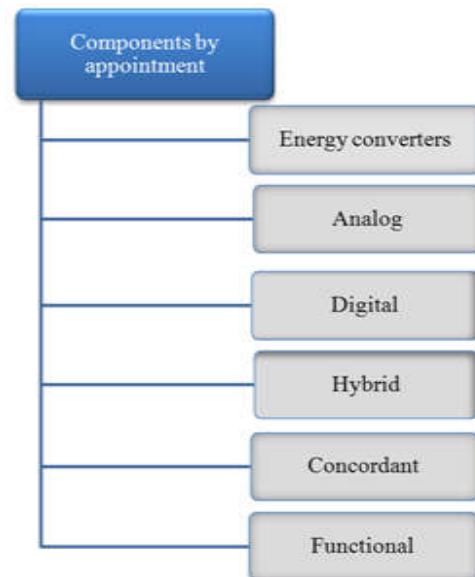 Components by
appointment
Energy converters
Analog
Digital
Hybrid
Concordant
Functional